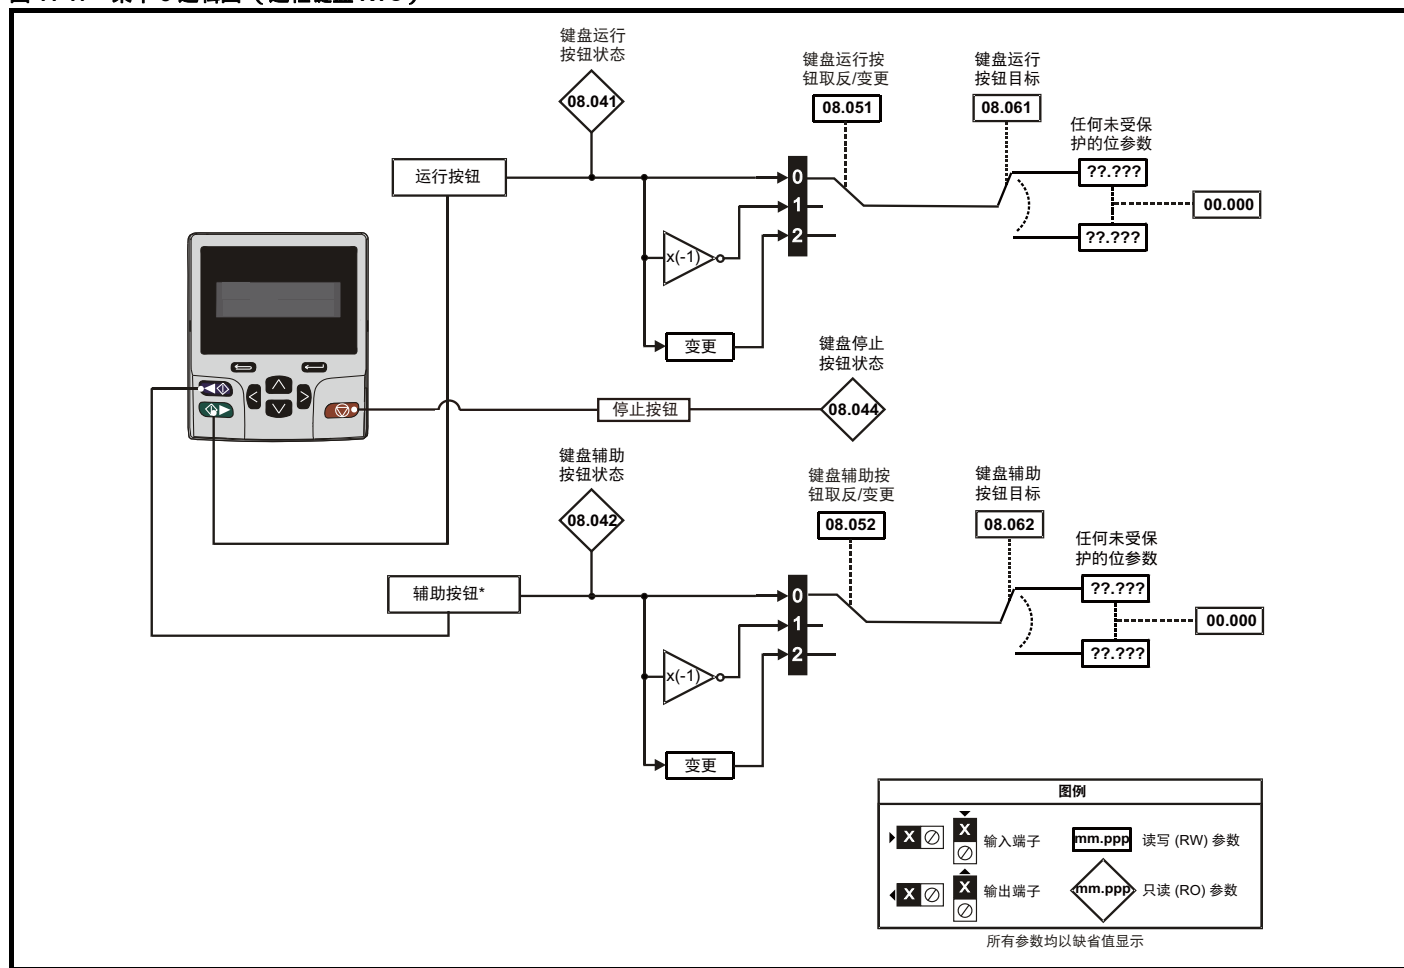 键盘运行
按钮状态
08.041
键盘运行按
钮取反/变更
08.051
键盘运行
按钮目标
08.061
任何未受保
护的位参数
??.???
??.???
00.000
运行按钮
0
1
2
x(-1)
变更
键盘停止
按钮状态
停止按钮
08.044
键盘辅助
按钮状态
08.042
键盘辅助按
钮取反/变更
08.052
键盘辅助
按钮目标
08.062
任何未受保
护的位参数
??.???
??.???
00.000
辅助按钮*
0
1
2
x(-1)
变更
图例
X
X
输入端子
mm.ppp
读写 (RW) 参数
X
X
输出端子
mm.ppp
只读 (RO) 参数
所有参数均以缺省值显示